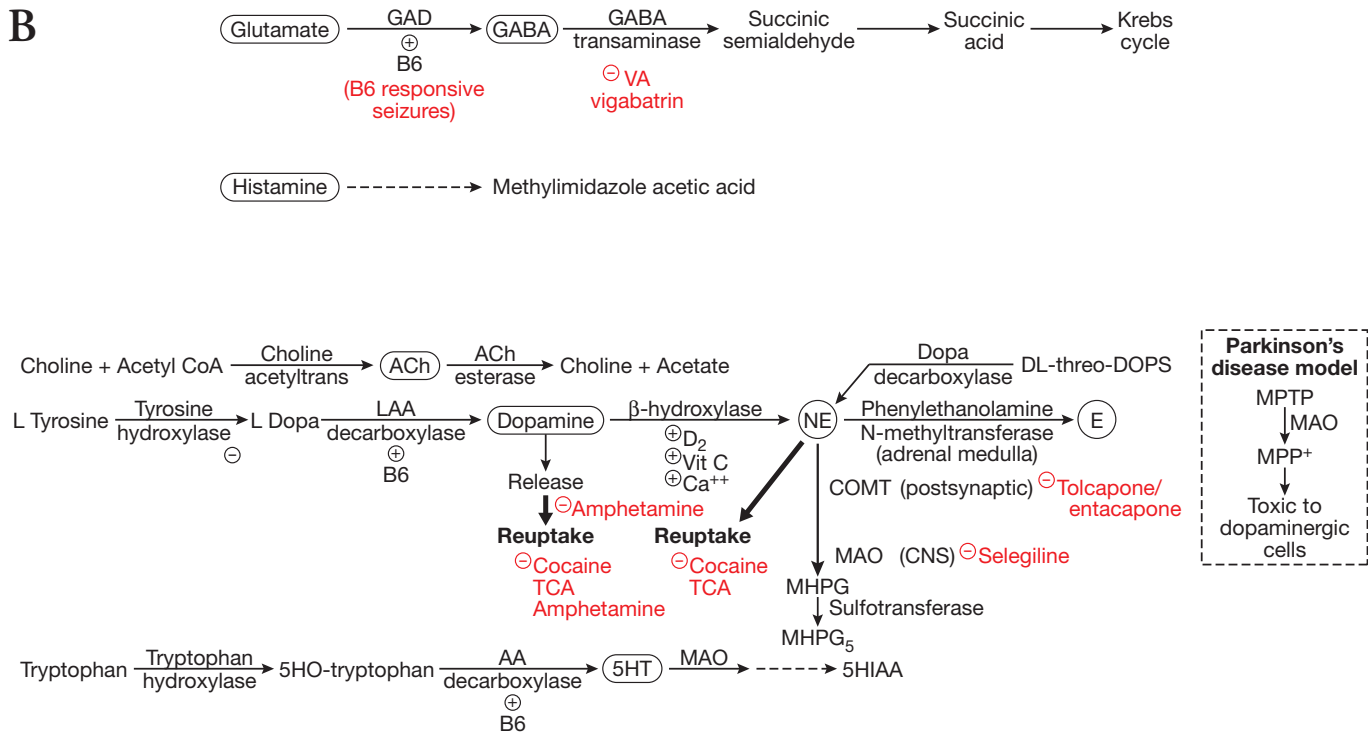 B
Glutamate
GAD
⊕
B6
(B6 responsive
seizures)
GABA
GABA
transaminase
⊖ VA
vigabatrin
Succinic
semialdehyde
Succinic
acid
Krebs
cycle
Histamine
Methylimidazole acetic acid
Choline + Acetyl CoA
Choline
acetyltrans
ACh
ACh
esterase
Choline + Acetate
Dopa
decarboxylase
DL-threo-DOPS
L Tyrosine
Tyrosine
hydroxylase
⊖
L Dopa
LAA
decarboxylase
⊕
B6
Dopamine
β-hydroxylase
⊕D₂
⊕Vit C
⊕Ca⁺⁺
NE
Phenylethanolamine
N-methyltransferase
(adrenal medulla)
E
Release
⊖Amphetamine
Reuptake
⊖Cocaine
TCA
Amphetamine
Reuptake
⊖Cocaine
TCA
COMT (postsynaptic) ⊖Tolcapone/
entacapone
MAO (CNS) ⊖Selegiline
MHPG
Sulfotransferase
MHPG₅
Parkinson's
disease model
MPTP
MAO
MPP⁺
Toxic to
dopaminergic
cells
Tryptophan
Tryptophan
hydroxylase
5HO-tryptophan
AA
decarboxylase
⊕
B6
5HT
MAO
5HIAA